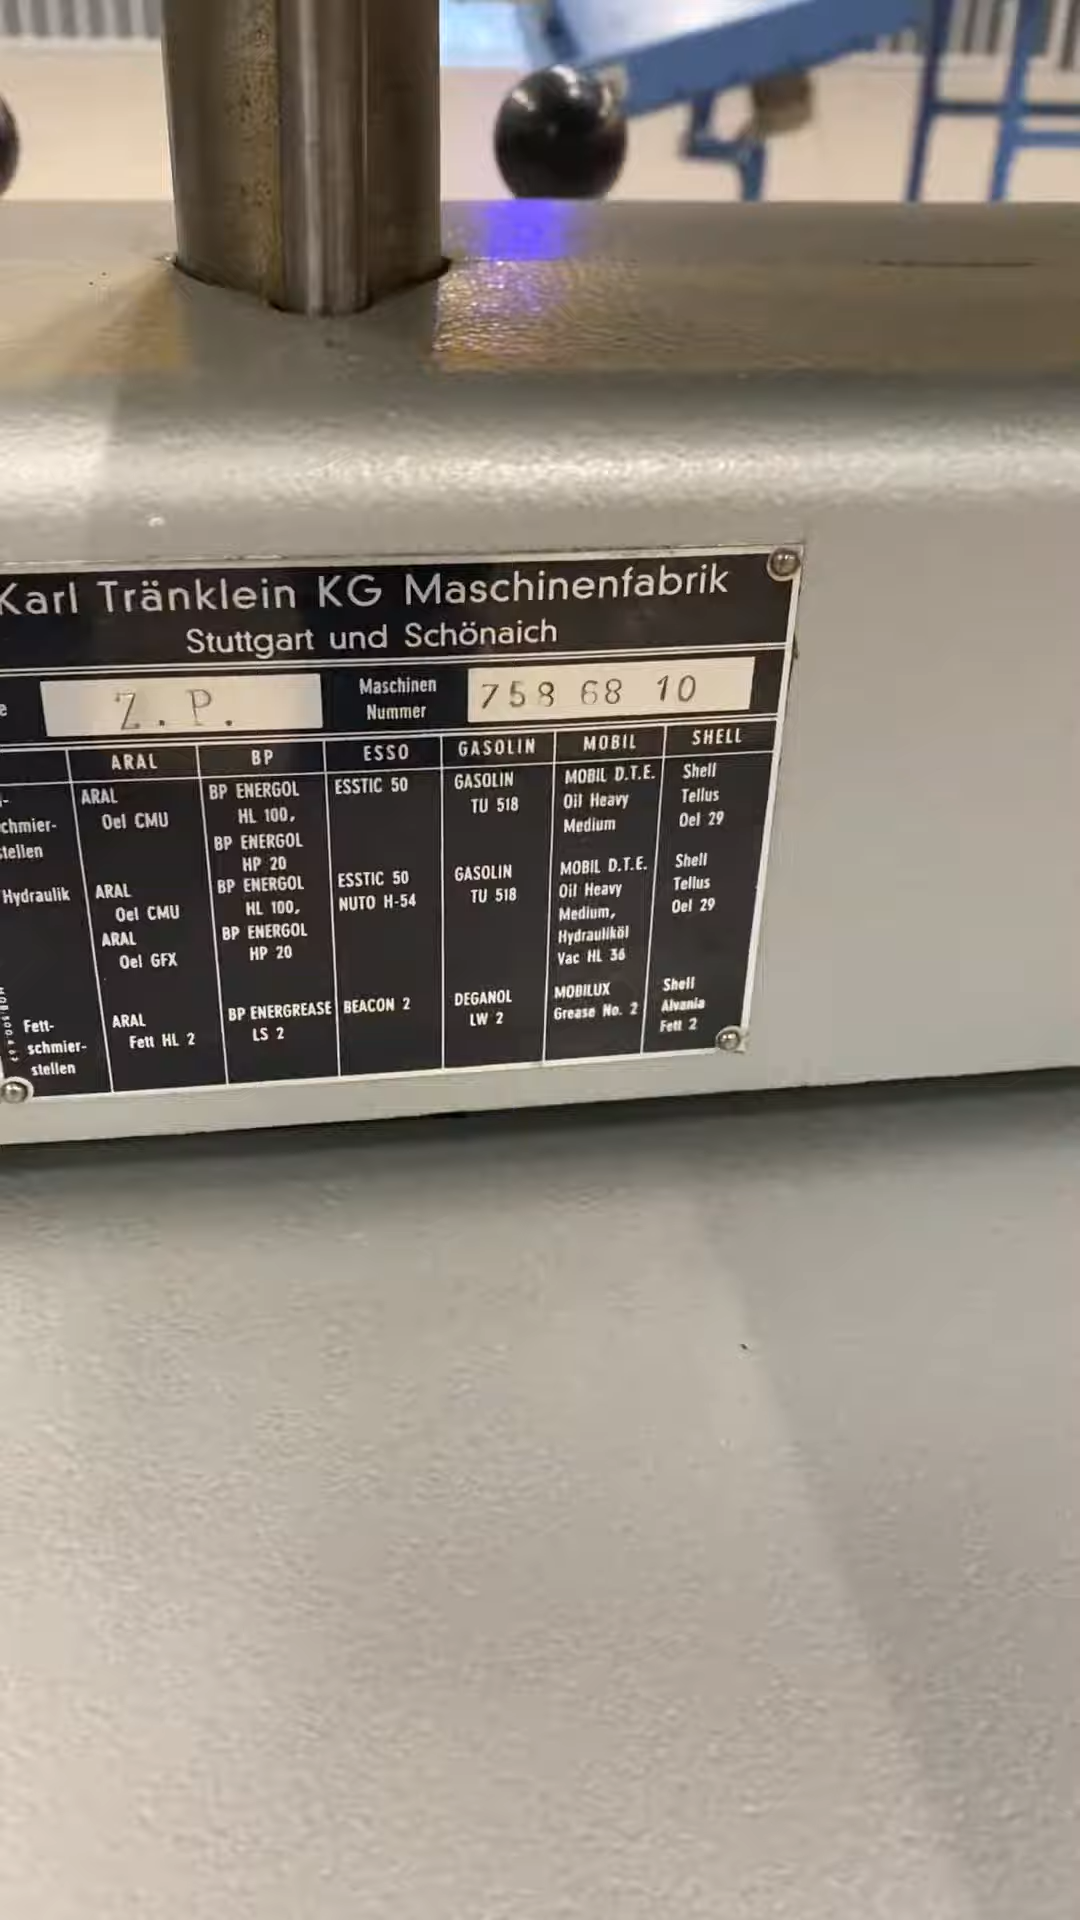 Karl Tränklein KG Maschinenfabrik
Stuttgart und Schönaich
Z. P.
Maschinen
Nummer
758 68 10
ARAL BP ESSO GASOLIN MOBIL SHELL
chmier-
stellen
ARAL
Oel CMU
BP ENERGOL
HL 100,
BP ENERGOL
HP 20
ESSTIC 50
GASOLIN
TU 518
MOBIL D.T.E.
Oil Heavy
Medium
Shell
Tellus
Oel 29
Hydraulik
ARAL
Oel CMU
ARAL
Oel GFX
BP ENERGOL
HL 100,
BP ENERGOL
HP 20
ESSTIC 50
NUTO H-54
GASOLIN
TU 518
MOBIL D.T.E.
Oil Heavy
Medium,
Hydrauliköl
Vac HL 36
Shell
Tellus
Oel 29
Fett-
schmier-
stellen
ARAL
Fett HL 2
BP ENERGREASE
LS 2
BEACON 2
DEGANOL
LW 2
MOBILUX
Grease No. 2
Shell
Alvania
Fett 2